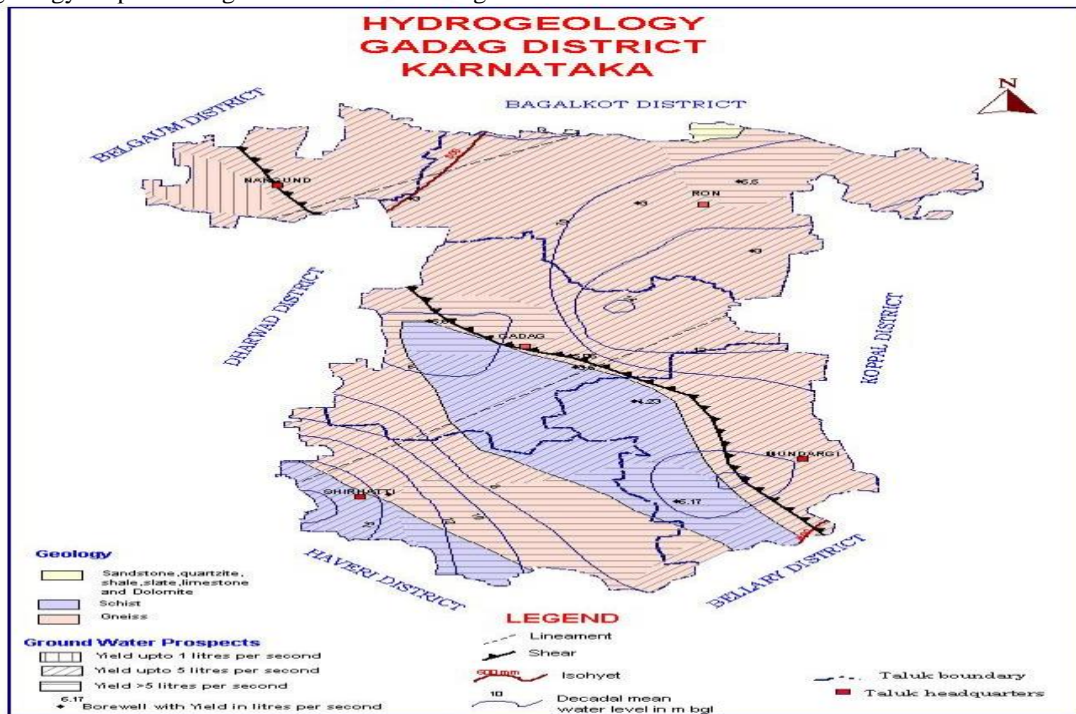 HYDROGEOLOGY
GADAG DISTRICT
KARNATAKA
N
BAGALKOT DISTRICT
BELGAUM DISTRICT
NARGUND
RON
DHARWAD DISTRICT
KOPPAL DISTRICT
GADAG
4.23
MUNDARGI
6.17
SHIRHATTI
HAVERI DISTRICT
BELLARY DISTRICT
Geology
Sandstone,quartzite,
shale,slate,limestone
and Dolomite
Schist
Gneiss
Ground Water Prospects
Yield upto 1 litres per second
Yield upto 5 litres per second
Yield >5 litres per second
6.17
Borewell with Yield in litres per second
LEGEND
Lineament
Shear
600 mm Isohyet
10 Decadal mean
water level in m bgl
Taluk boundary
Taluk headquarters